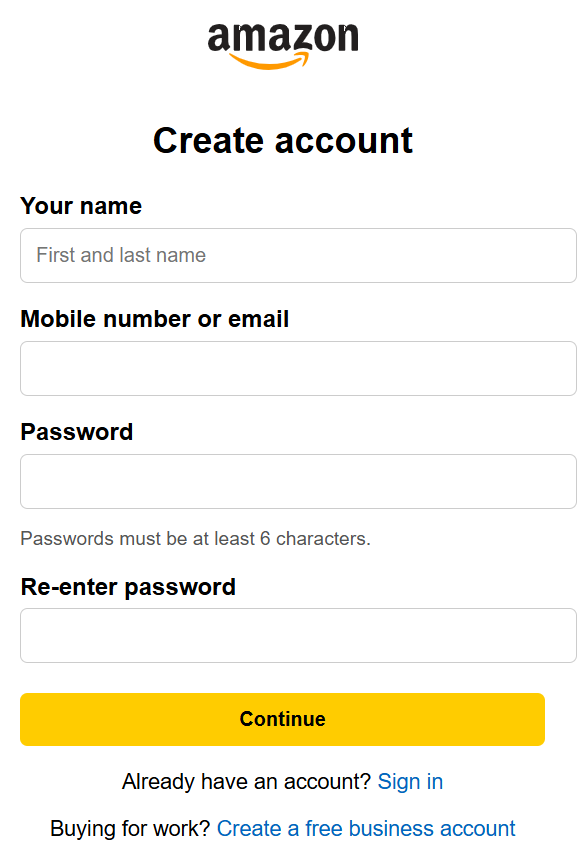 amazon
Create account
Your name
First and last name
Mobile number or email
Password
Passwords must be at least 6 characters.
Re-enter password
Continue
Already have an account? Sign in
Buying for work? Create a free business account